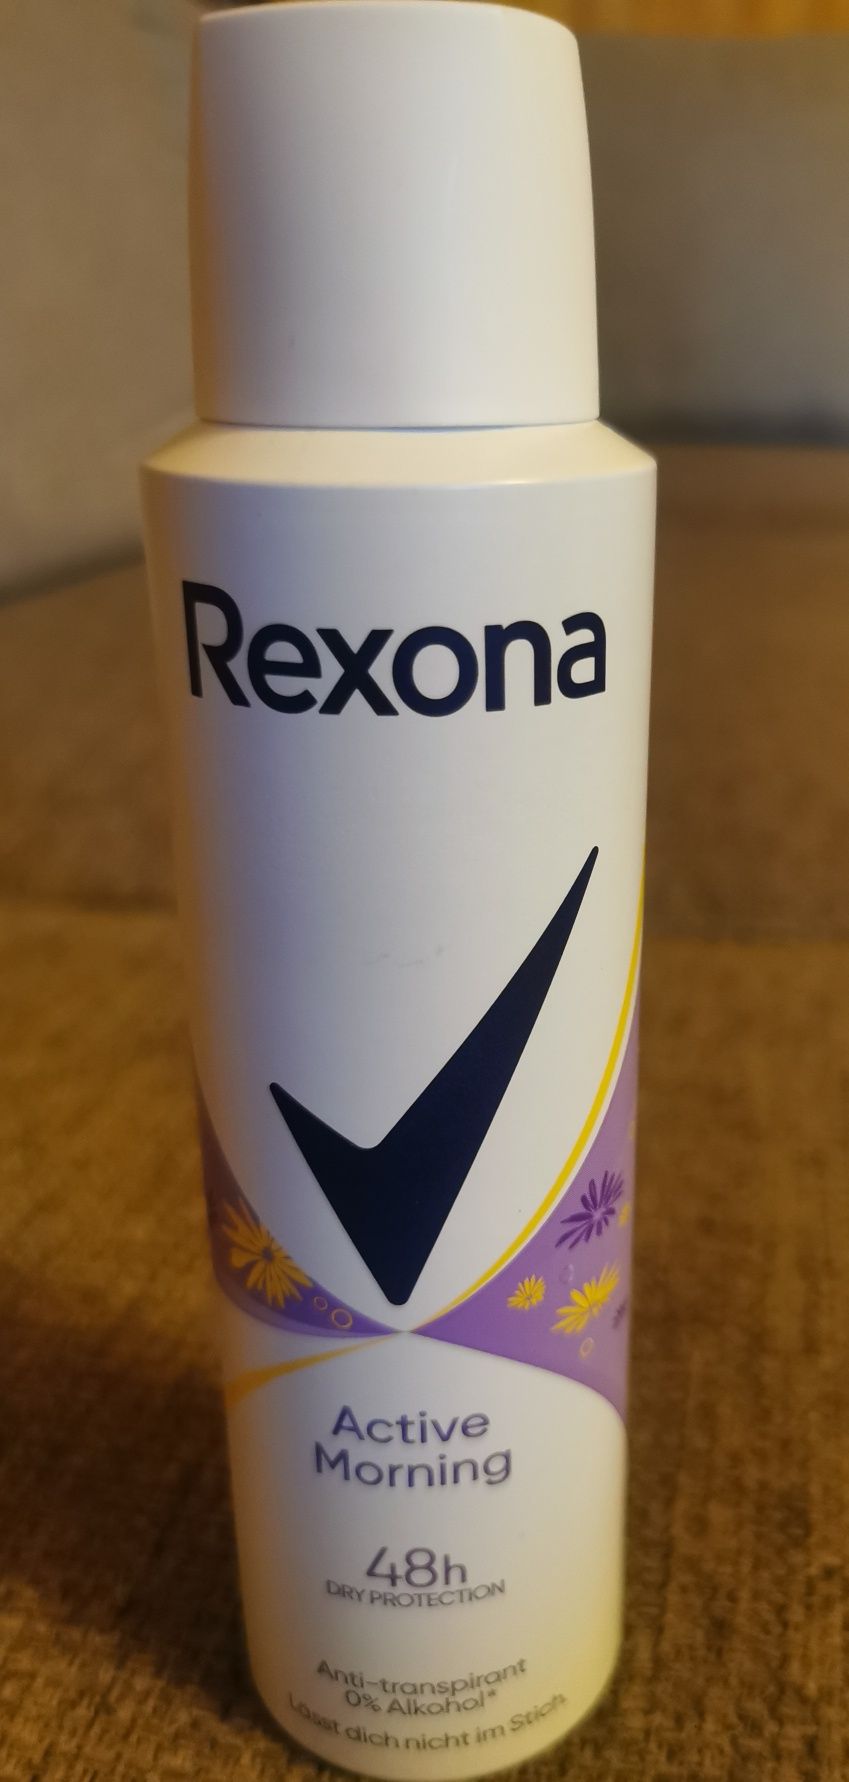 Rexona
Active
Morning
48h
DRY PROTECTION
Anti-transpirant
0% Alkohol*
Lässt dich nicht im Stich